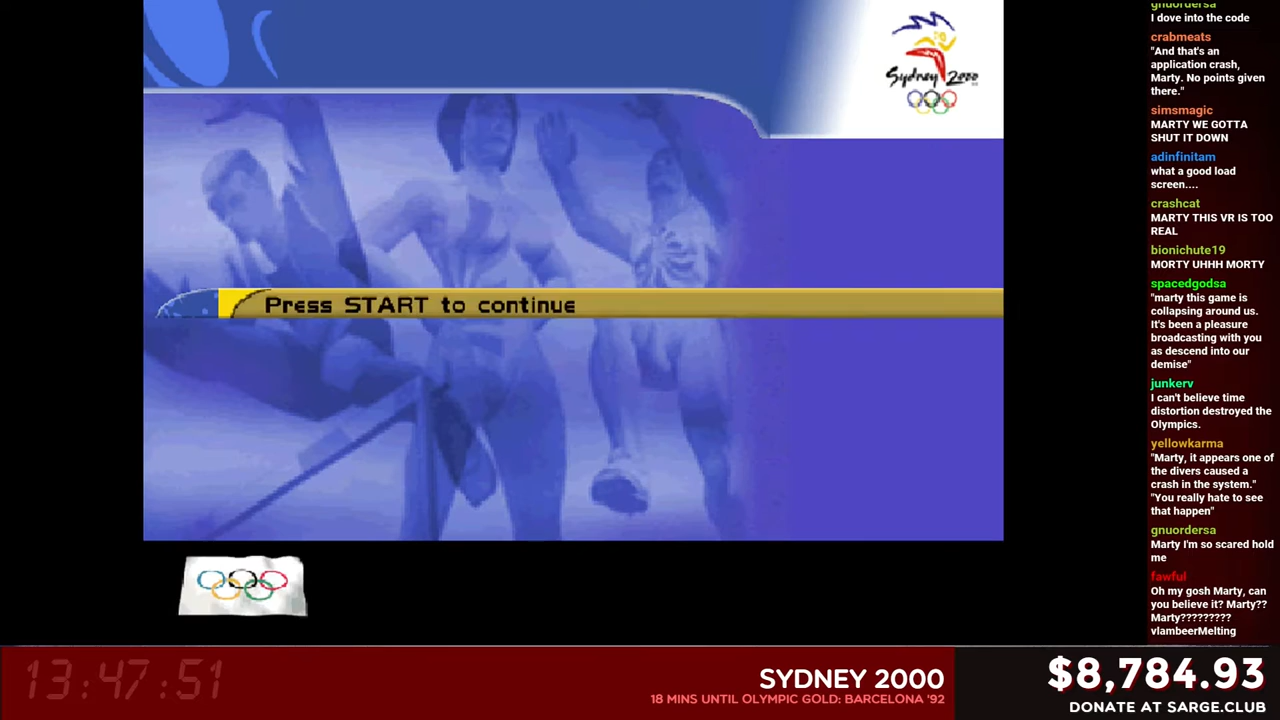 Sydney 2000
Press START to continue
gnuordersa
I dove into the code
crabmeats
"And that's an
application crash,
Marty. No points given
there."
simsmagic
MARTY WE GOTTA
SHUT IT DOWN
adinfinitam
what a good load
screen....
crashcat
MARTY THIS VR IS TOO
REAL
bionichute19
MORTY UHHH MORTY
spacedgodsa
"marty this game is
collapsing around us.
It's been a pleasure
broadcasting with you
as descend into our
demise"
junkerv
I can't believe time
distortion destroyed the
Olympics.
yellowkarma
"Marty, it appears one of
the divers caused a
crash in the system."
"You really hate to see
that happen"
gnuordersa
Marty I'm so scared hold
me
fawful
Oh my gosh Marty, can
you believe it? Marty??
Marty?????????
vlambeerMelting
13:47:51
SYDNEY 2000
18 MINS UNTIL OLYMPIC GOLD: BARCELONA '92
$8,784.93
DONATE AT SARGE.CLUB